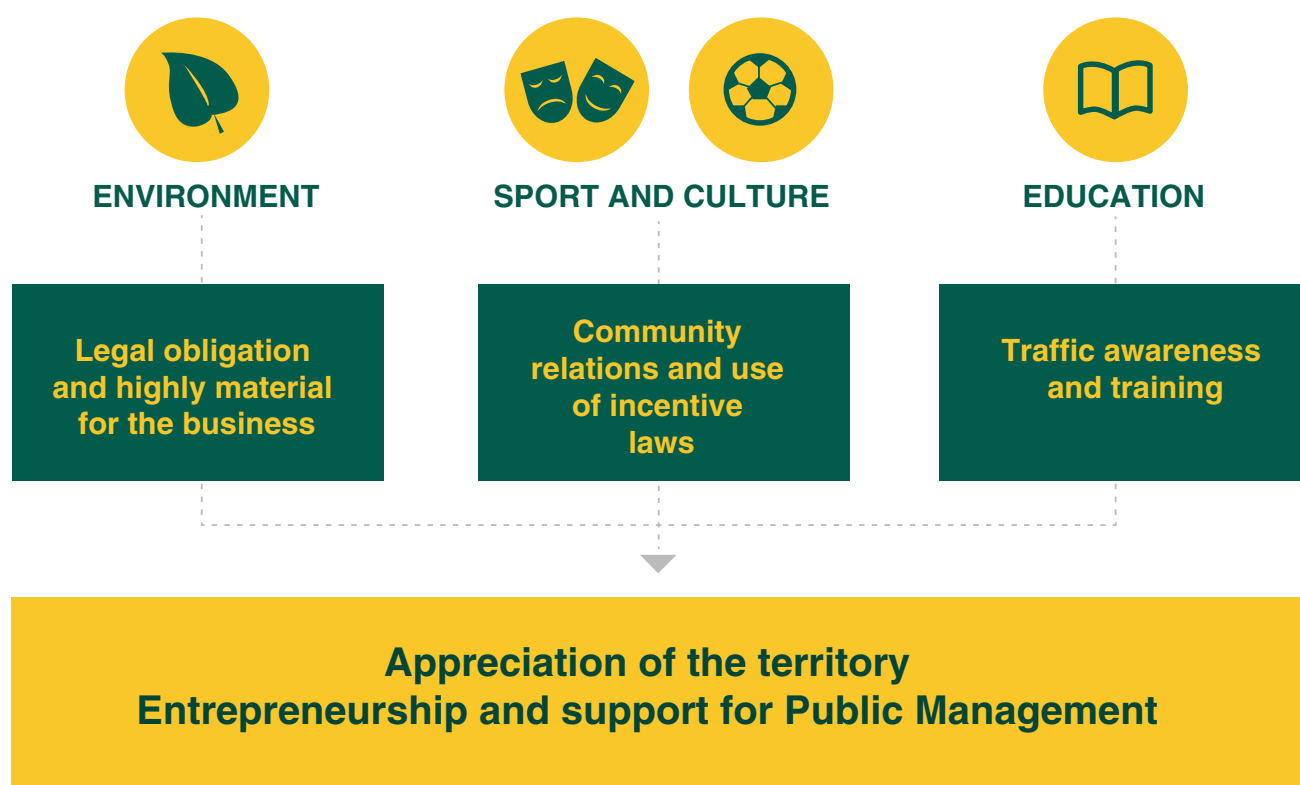 ENVIRONMENT
SPORT AND CULTURE
EDUCATION
Legal obligation
and highly material
for the business
Community
relations and use
of incentive
laws
Traffic awareness
and training
Appreciation of the territory
Entrepreneurship and support for Public Management